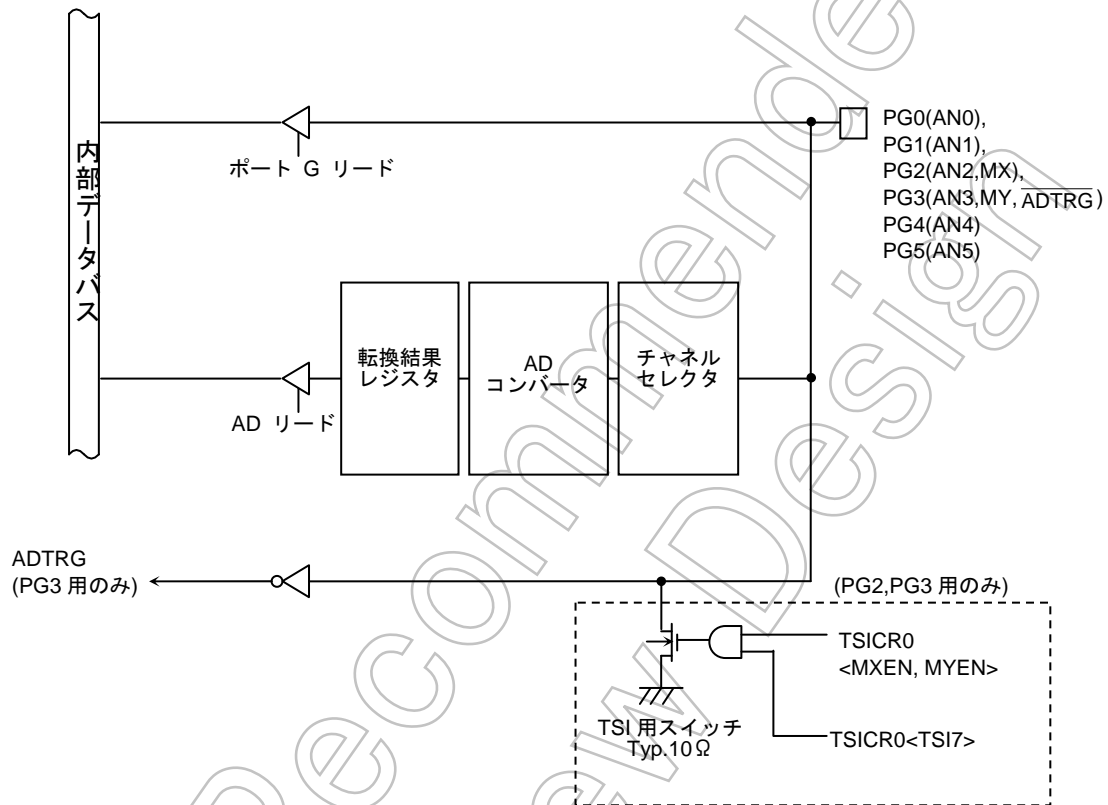 PG0(AN0),
PG1(AN1),
PG2(AN2,MX),
PG3(AN3,MY, ADTRG)
PG4(AN4)
PG5(AN5)
内部データバス
ポート G リード
転換結果
レジスタ
AD
コンバータ
チャネル
セレクタ
AD リード
ADTRG
(PG3 用のみ)
(PG2,PG3 用のみ)
TSICR0
<MXEN, MYEN>
TSI 用スイッチ
Typ.10Ω
TSICR0<TSI7>
Recommende
New Design